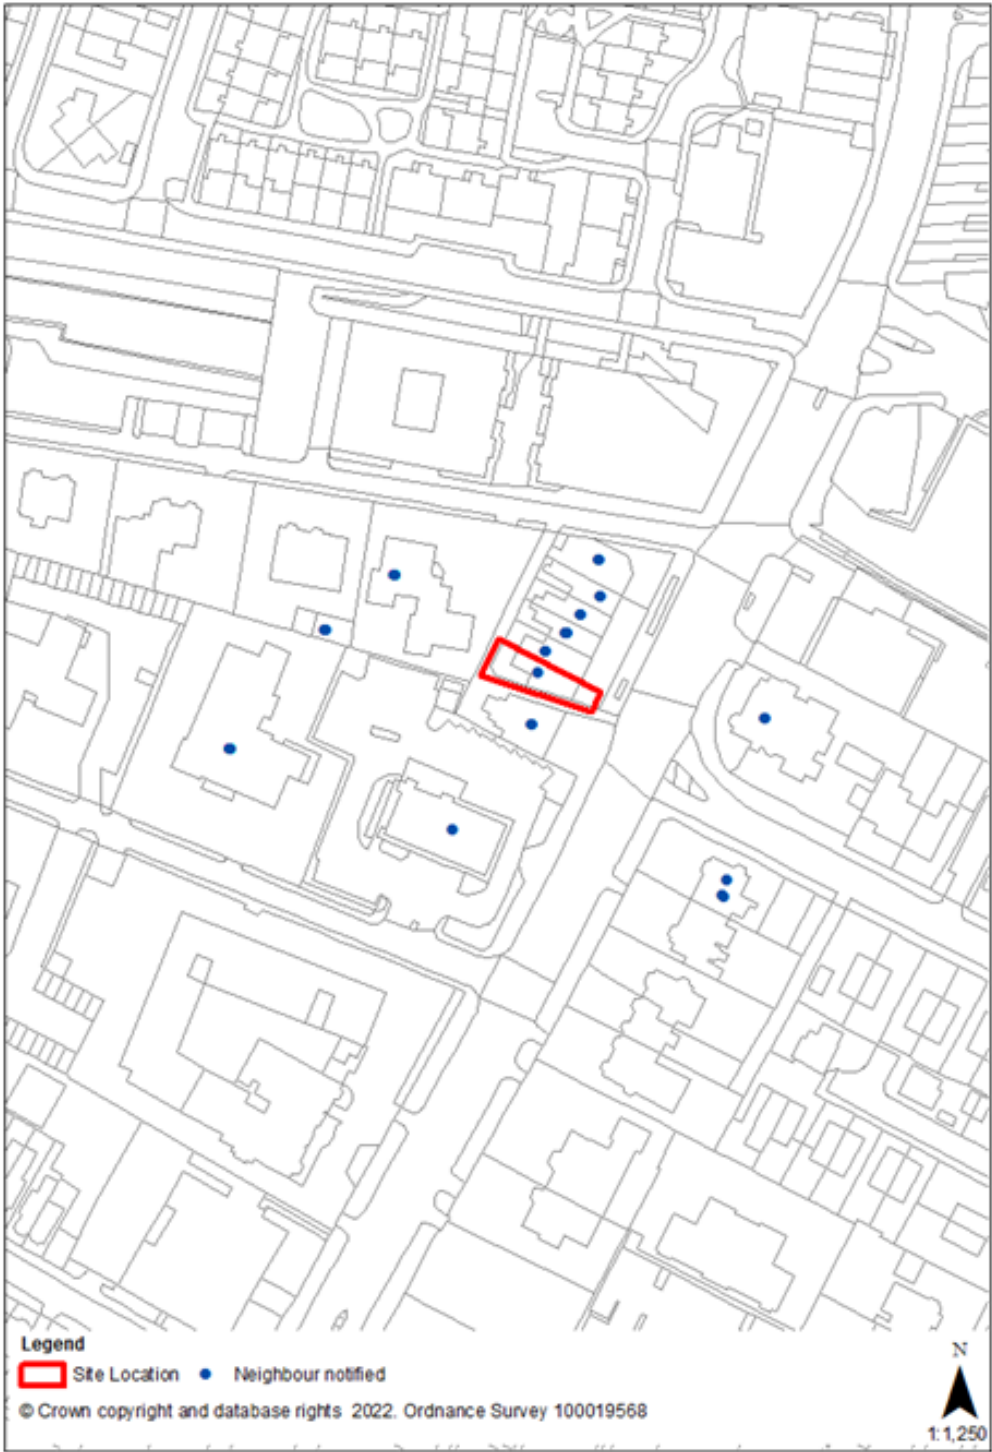 Legend
Site Location Neighbour notified
© Crown copyright and database rights 2022. Ordnance Survey 100019568
N
1:1,250